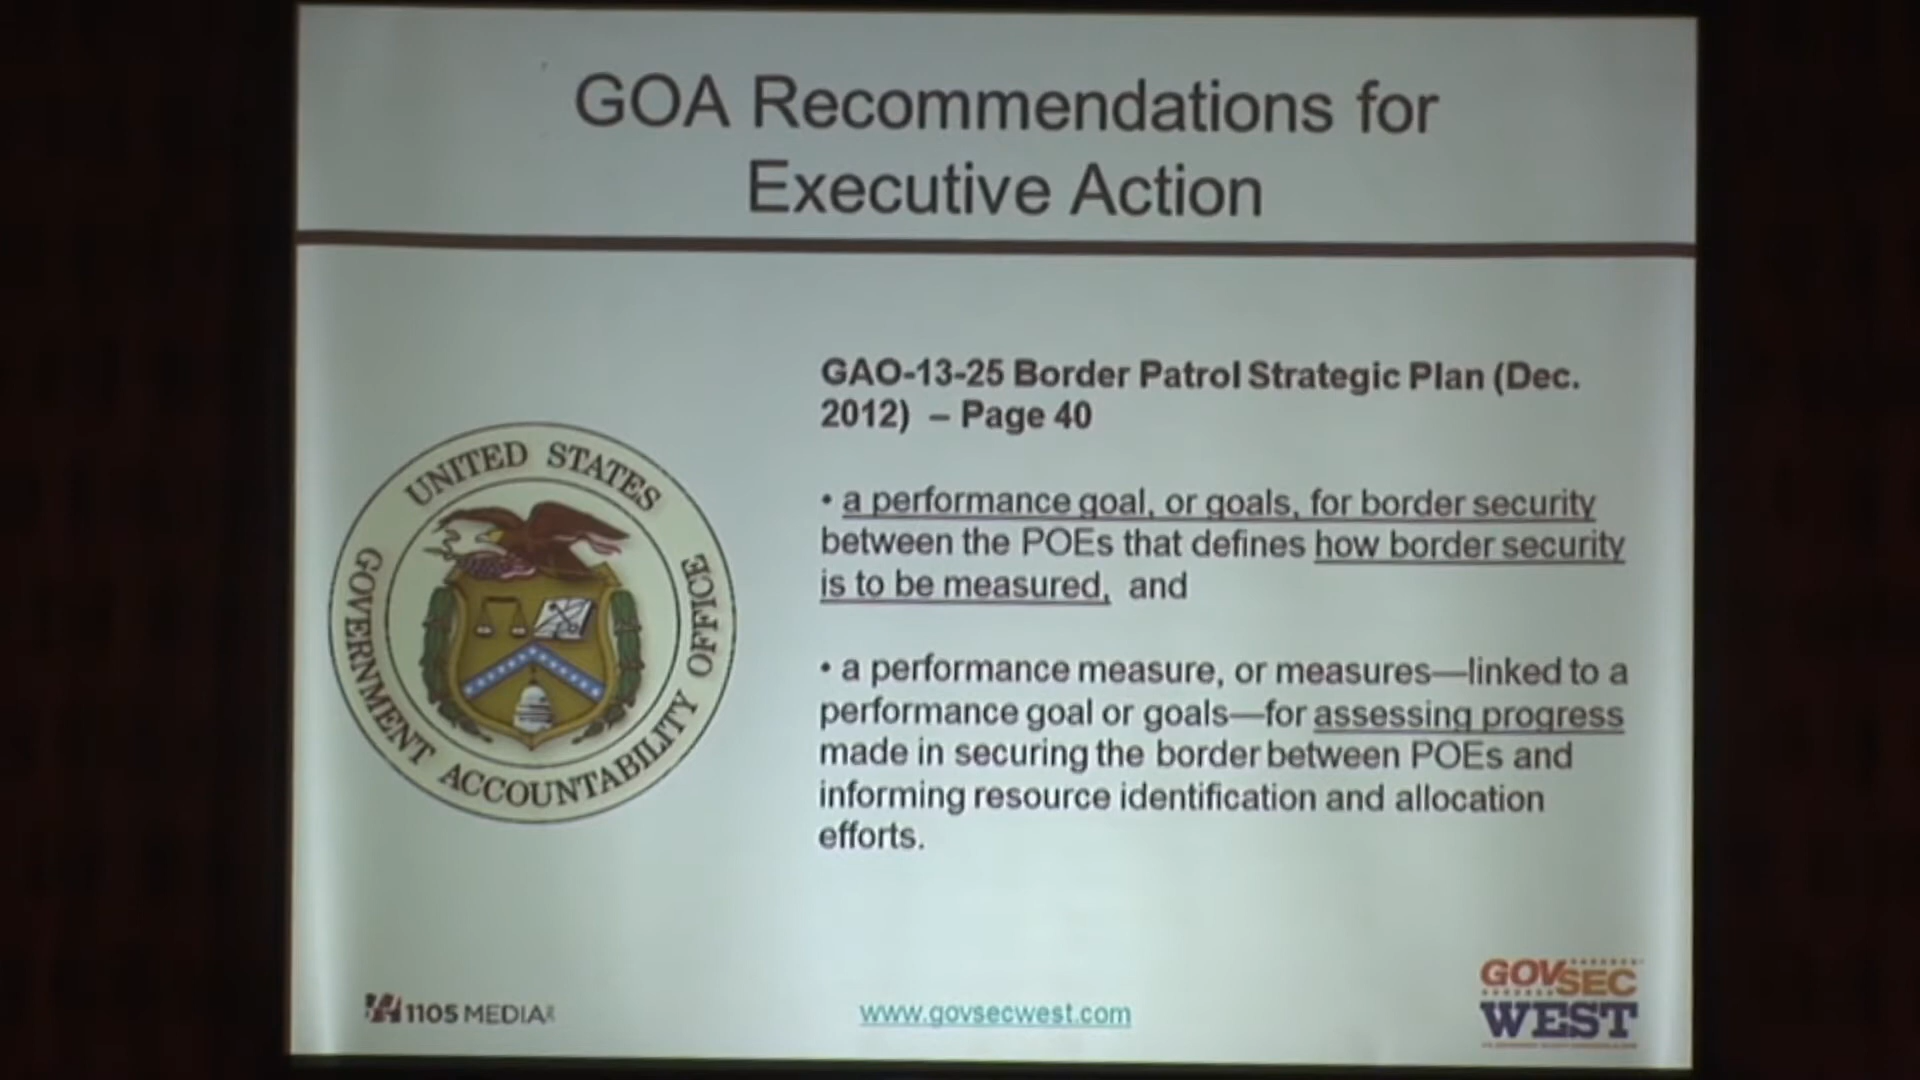 GOA Recommendations for
Executive Action
GAO-13-25 Border Patrol Strategic Plan (Dec.
2012) – Page 40
• a performance goal, or goals, for border security
between the POEs that defines how border security
is to be measured, and
• a performance measure, or measures—linked to a
performance goal or goals—for assessing progress
made in securing the border between POEs and
informing resource identification and allocation
efforts.
UNITED STATES
GOVERNMENT ACCOUNTABILITY OFFICE
1105 MEDIA
www.govsecwest.com
GOVSEC
WEST